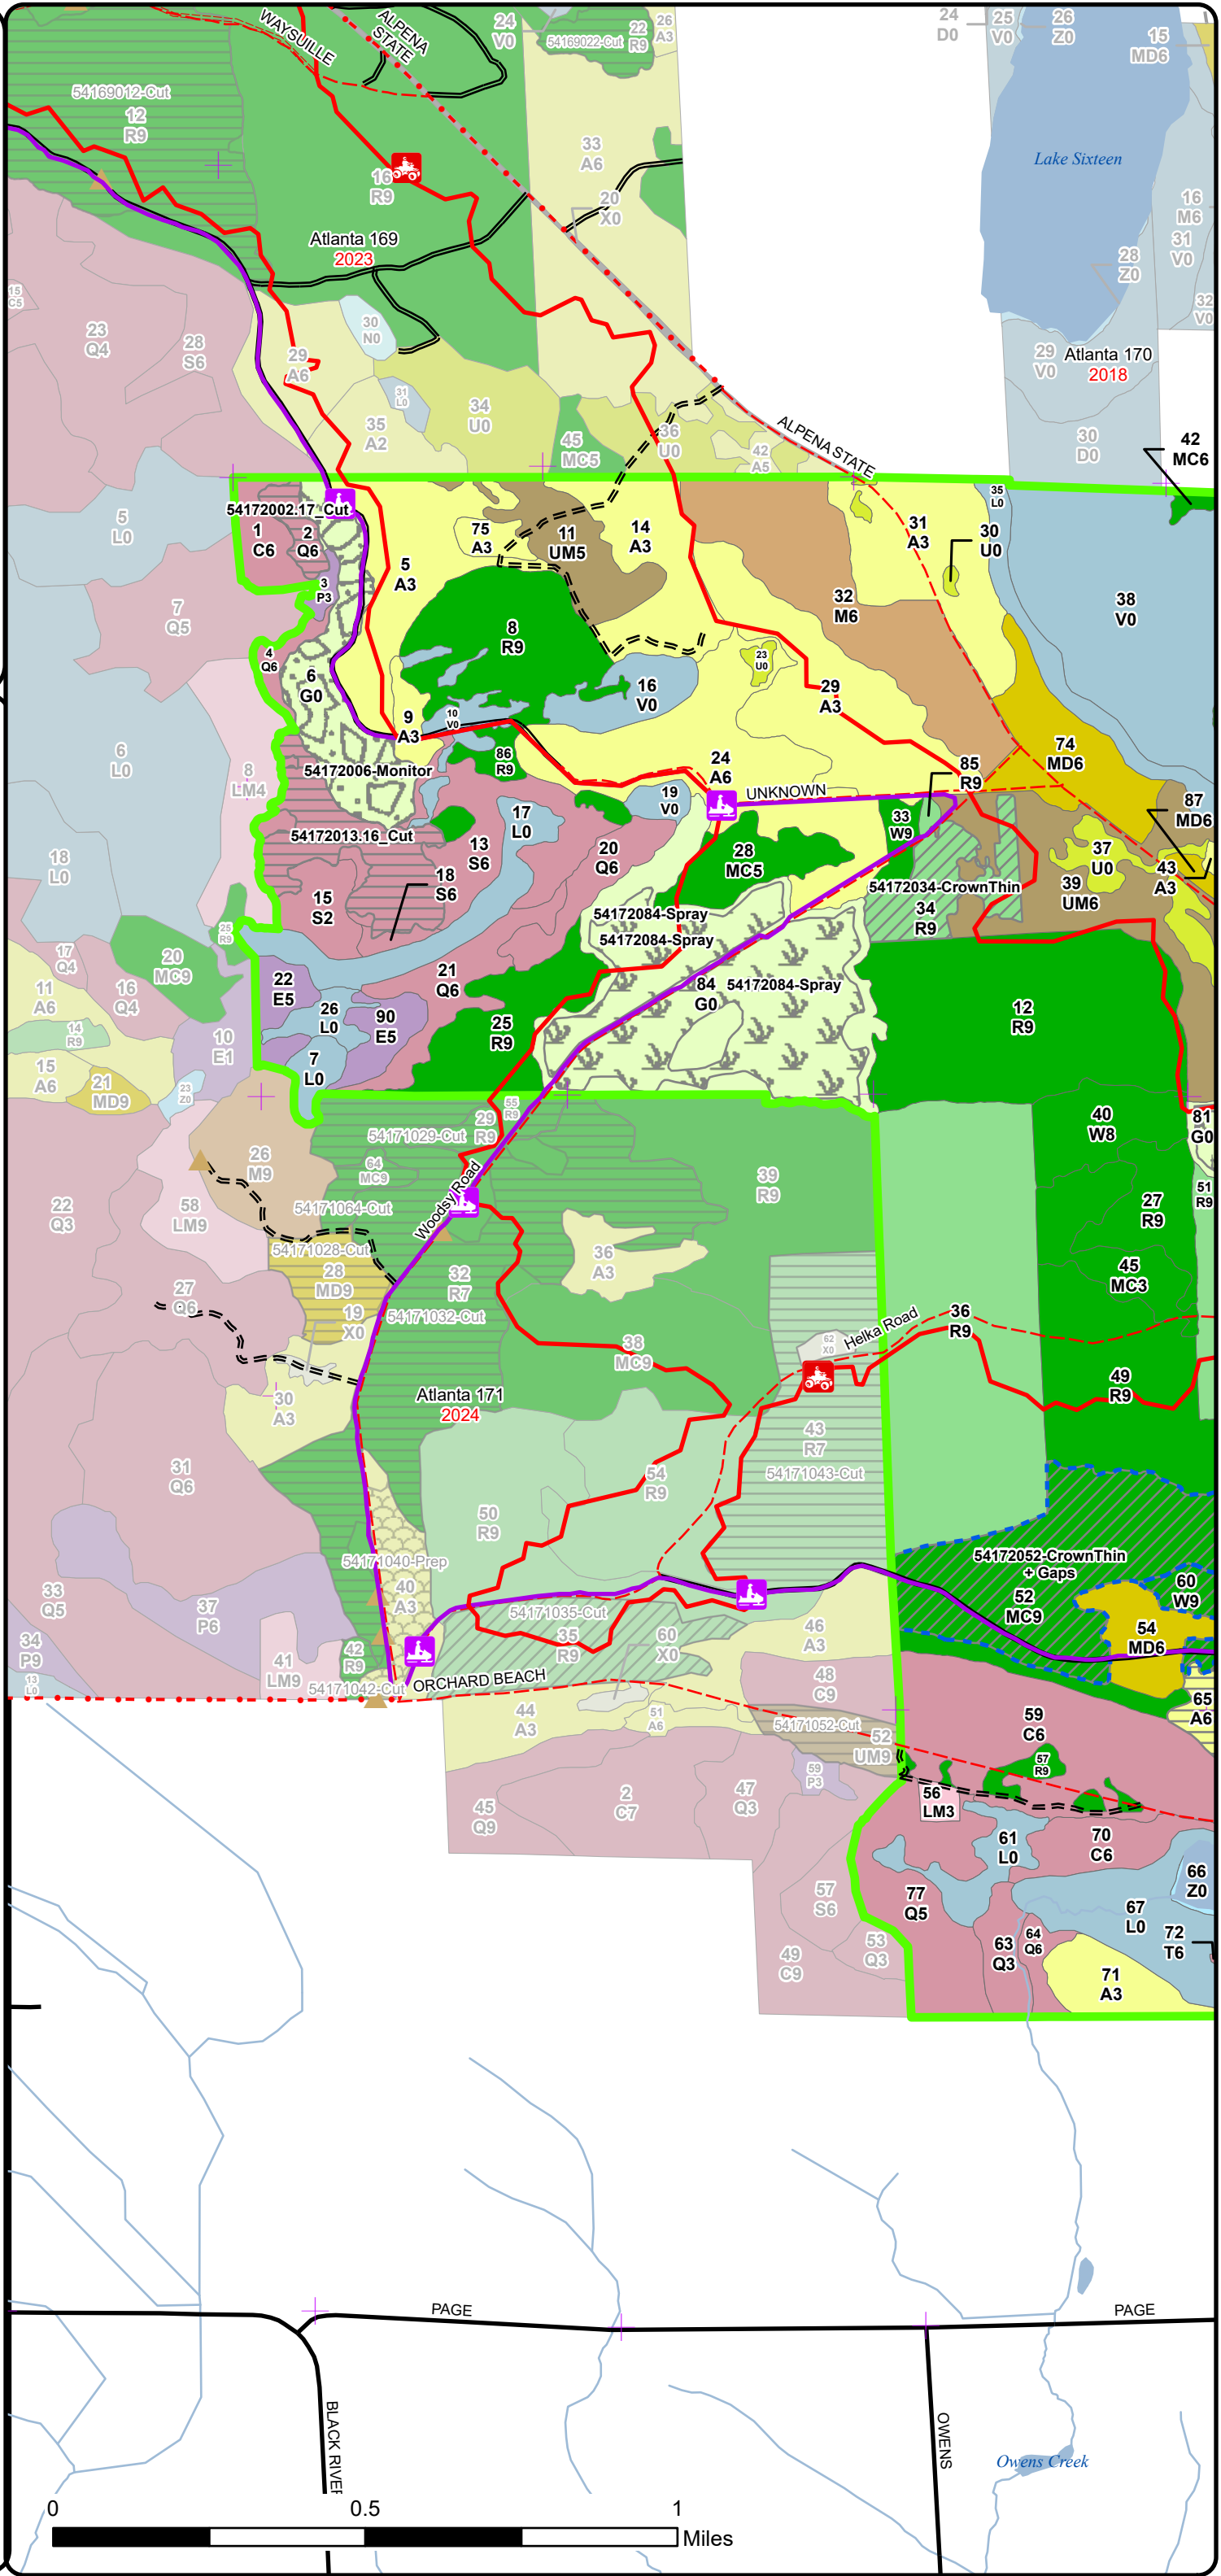 WAYSUILLE
ALPENA
STATE
24
V0
54169022-Cut
22
R9
26
A3
24
D0
25
V0
26
Z0
15
MD6
54169012-Cut
12
R9
33
A6
Lake Sixteen
16
R9
20
X0
16
M6
31
V0
Atlanta 169
2023
28
Z0
15
C5
23
Q4
28
S6
30
N0
32
V0
29
A6
29
V0
Atlanta 170
2018
31
L0
35
A2
34
U0
45
MC5
36
U0
42
A5
ALPENA STATE
30
D0
42
MC6
5
L0
54172002.17_Cut
1
C6
2
Q6
75
A3
11
UM5
14
A3
31
A3
30
U0
35
L0
3
P3
5
A3
32
M6
38
V0
7
Q5
8
R9
4
Q6
6
G0
23
U0
16
V0
29
A3
9
A3
10
V0
6
L0
8
LM4
54172006-Monitor
86
R9
24
A6
UNKNOWN
85
R9
74
MD6
19
V0
33
W9
87
MD6
54172013.16_Cut
17
L0
13
S6
20
Q6
28
MC5
37
U0
43
A3
18
L0
15
S2
18
S6
54172034-CrownThin
34
R9
39
UM6
54172084-Spray
54172084-Spray
25
R9
17
Q4
20
MC9
21
Q6
84
G0
54172084-Spray
11
A6
16
Q4
22
E5
26
L0
90
E5
25
R9
12
R9
14
R9
10
E1
7
L0
15
A6
21
MD9
23
Z0
55
R9
29
R9
54171029-Cut
40
W8
81
G0
26
M9
64
MC9
39
R9
27
R9
51
R9
22
Q3
58
LM9
54171064-Cut
Woodsy Road
54171028-Cut
28
MD9
36
A3
45
MC3
27
Q6
19
X0
32
R7
54171032-Cut
62
X0
Helka Road
36
R9
38
MC9
49
R9
30
A3
Atlanta 171
2024
43
R7
54171043-Cut
31
Q6
54
R9
50
R9
54171040-Prep
40
A3
54172052-CrownThin
+ Gaps
52
MC9
60
W9
33
Q5
37
P6
54171035-Cut
35
R9
60
X0
46
A3
54
MD6
34
P9
13
L0
41
LM9
42
R9
54171042-Cut
ORCHARD BEACH
48
C9
65
A6
44
A3
51
A6
54171052-Cut
52
UM9
59
C6
57
R9
59
P3
56
LM3
45
Q9
2
C7
47
Q3
61
L0
70
C6
66
Z0
57
S6
77
Q5
67
L0
53
Q3
63
Q3
64
Q6
72
T6
49
C9
71
A3
PAGE
PAGE
BLACK RIVER
OWENS
Owens Creek
0
0.5
1
Miles